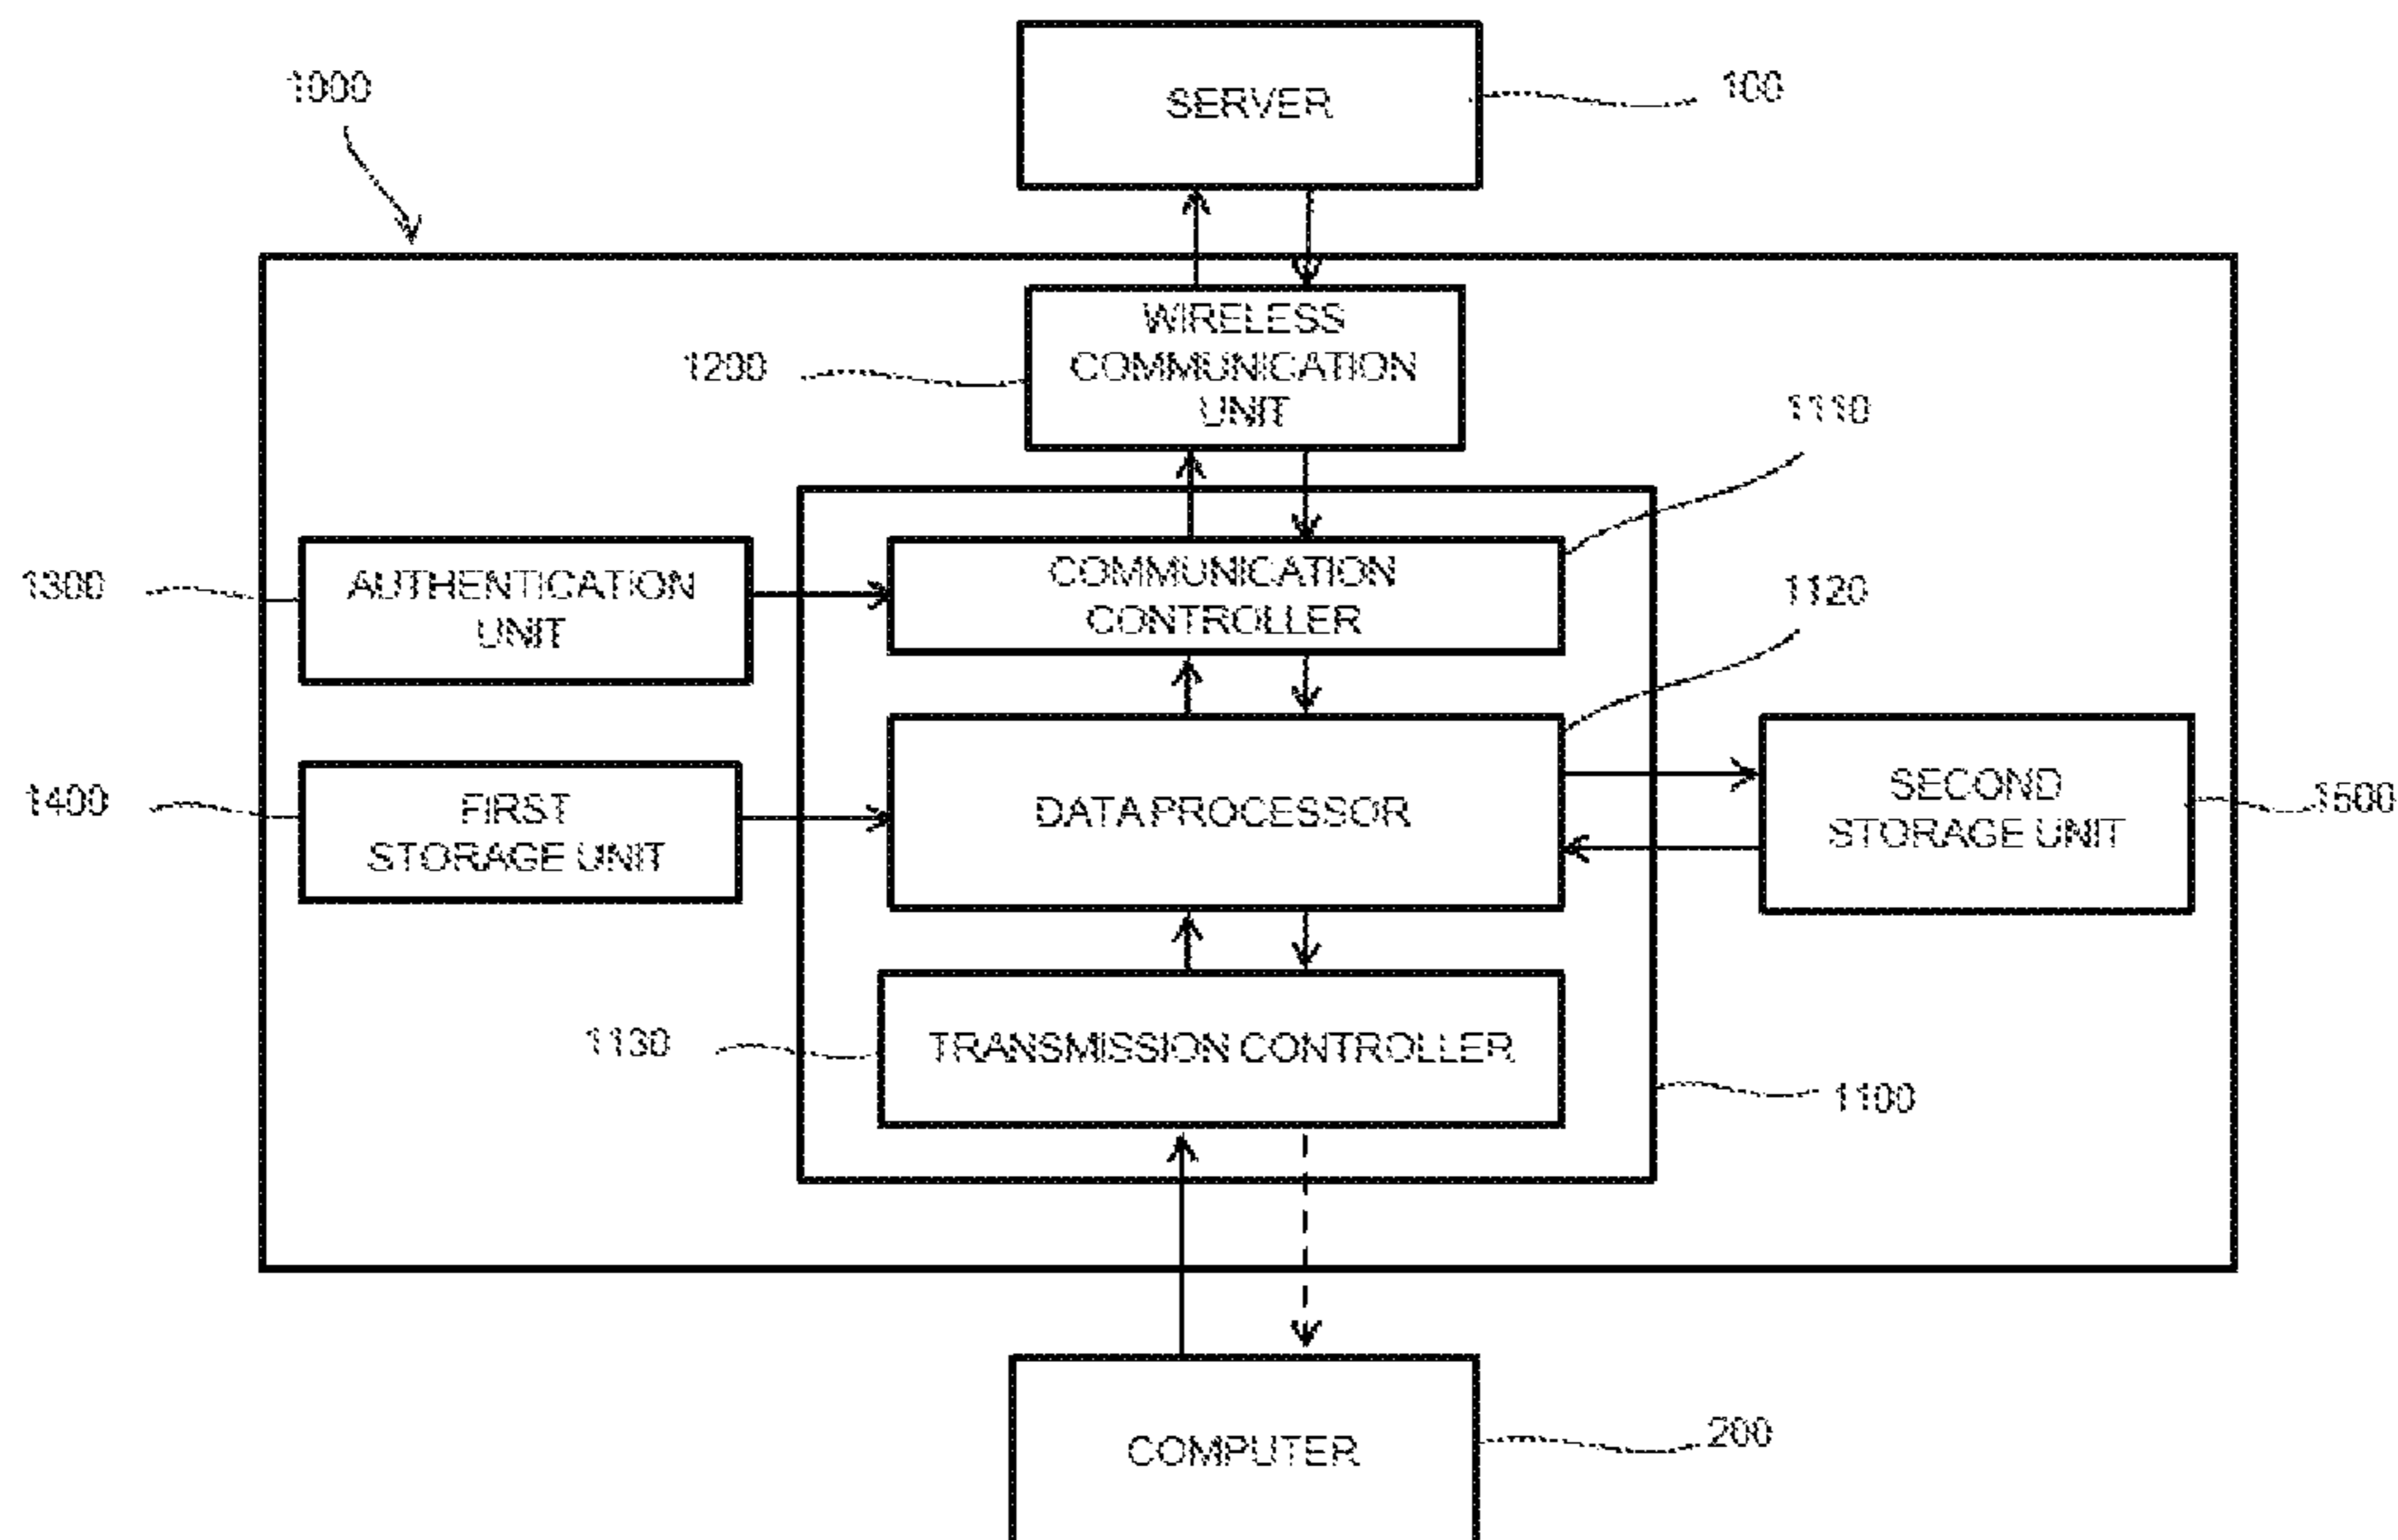 1000
SERVER
100
WIRELESS
COMMUNICATION
UNIT
1200
1110
AUTHENTICATION
UNIT
1300
COMMUNICATION
CONTROLLER
1120
FIRST
STORAGE UNIT
1400
DATA PROCESSOR
SECOND
STORAGE UNIT
1500
1130
TRANSMISSION CONTROLLER
1100
COMPUTER
200